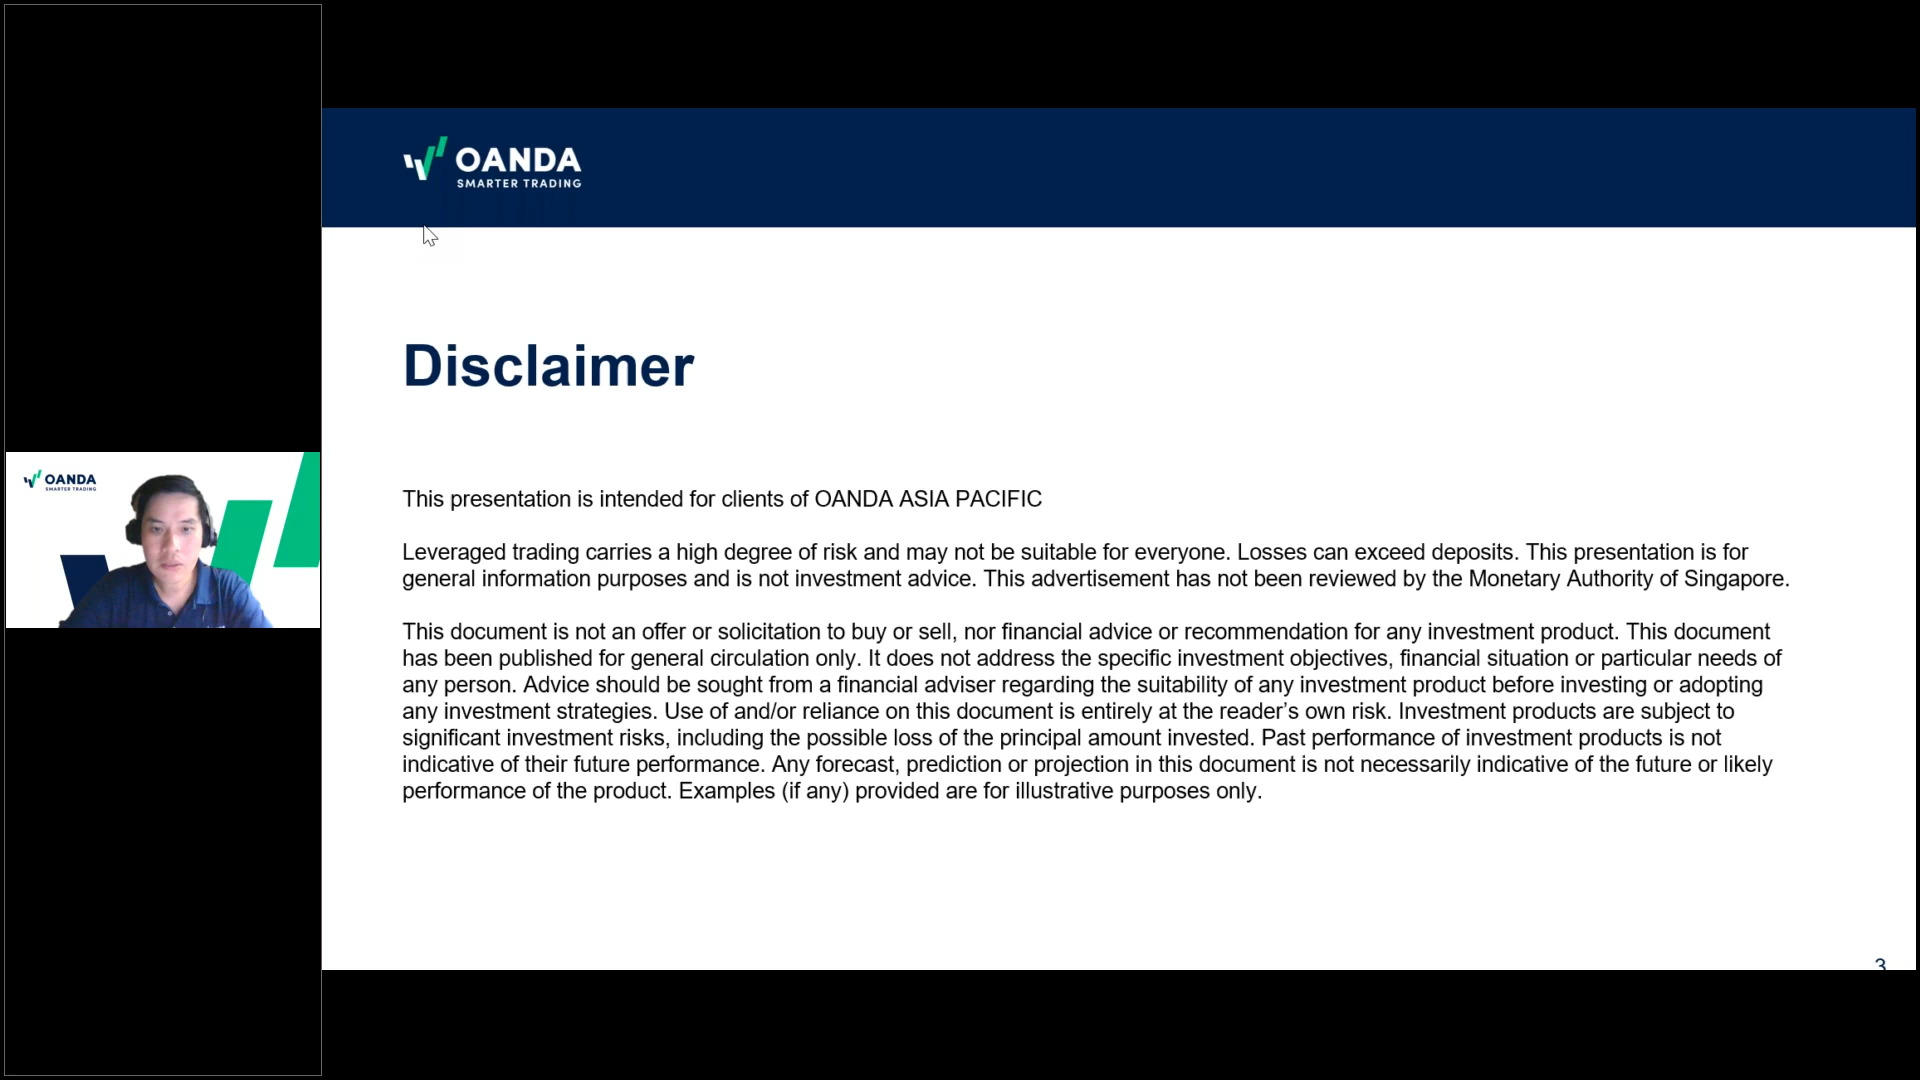 OANDA
SMARTER TRADING
Disclaimer
OANDA
SMARTER TRADING
This presentation is intended for clients of OANDA ASIA PACIFIC
Leveraged trading carries a high degree of risk and may not be suitable for everyone. Losses can exceed deposits. This presentation is for
general information purposes and is not investment advice. This advertisement has not been reviewed by the Monetary Authority of Singapore.
This document is not an offer or solicitation to buy or sell, nor financial advice or recommendation for any investment product. This document
has been published for general circulation only. It does not address the specific investment objectives, financial situation or particular needs of
any person. Advice should be sought from a financial adviser regarding the suitability of any investment product before investing or adopting
any investment strategies. Use of and/or reliance on this document is entirely at the reader’s own risk. Investment products are subject to
significant investment risks, including the possible loss of the principal amount invested. Past performance of investment products is not
indicative of their future performance. Any forecast, prediction or projection in this document is not necessarily indicative of the future or likely
performance of the product. Examples (if any) provided are for illustrative purposes only.
3